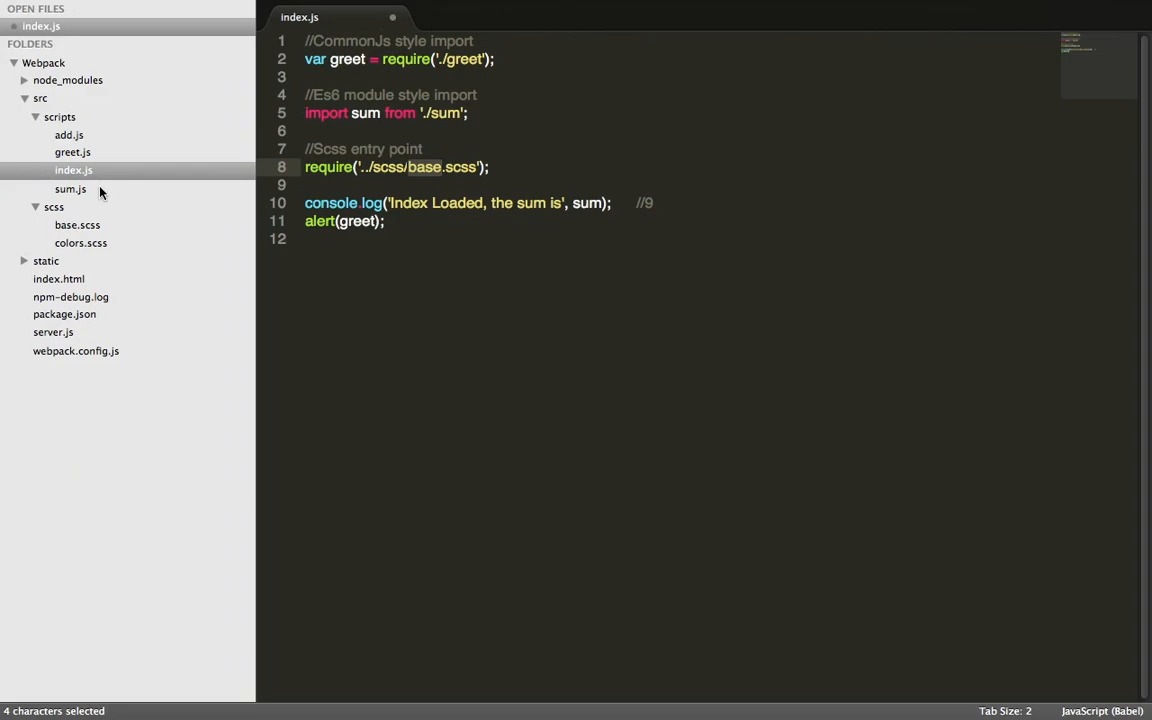 OPEN FILES
index.js
FOLDERS
Webpack
node_modules
src
scripts
add.js
greet.js
index.js
sum.js
scss
base.scss
colors.scss
static
index.html
npm-debug.log
package.json
server.js
webpack.config.js
index.js
1 //CommonJs style import
2 var greet = require('./greet');
3
4 //Es6 module style import
5 import sum from './sum';
6
7 //Scss entry point
8 require('../scss/base.scss');
9
10 console.log('Index Loaded, the sum is', sum); //9
11 alert(greet);
12
4 characters selected
Tab Size: 2
JavaScript (Babel)